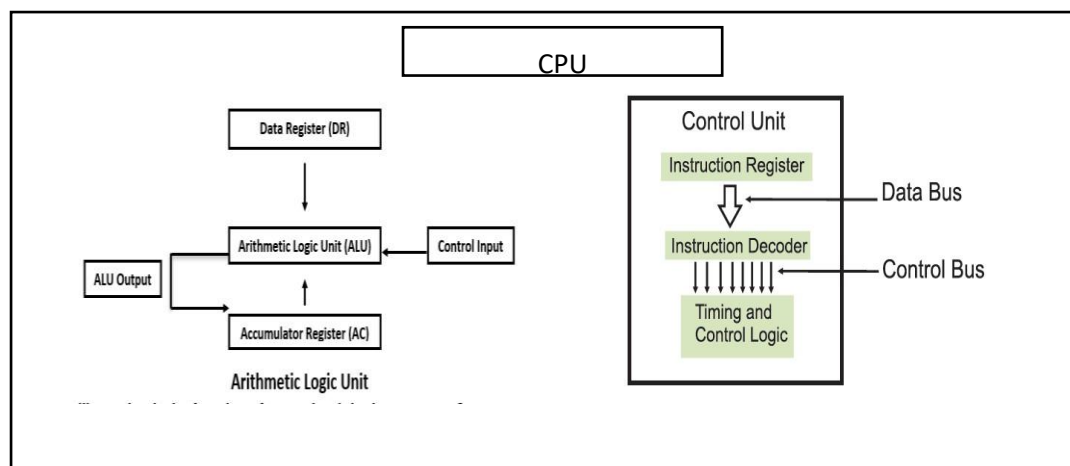 CPU
Data Register (DR)
Arithmetic Logic Unit (ALU)
Control Input
ALU Output
Accumulator Register (AC)
Arithmetic Logic Unit
Control Unit
Instruction Register
Data Bus
Instruction Decoder
Control Bus
Timing and
Control Logic